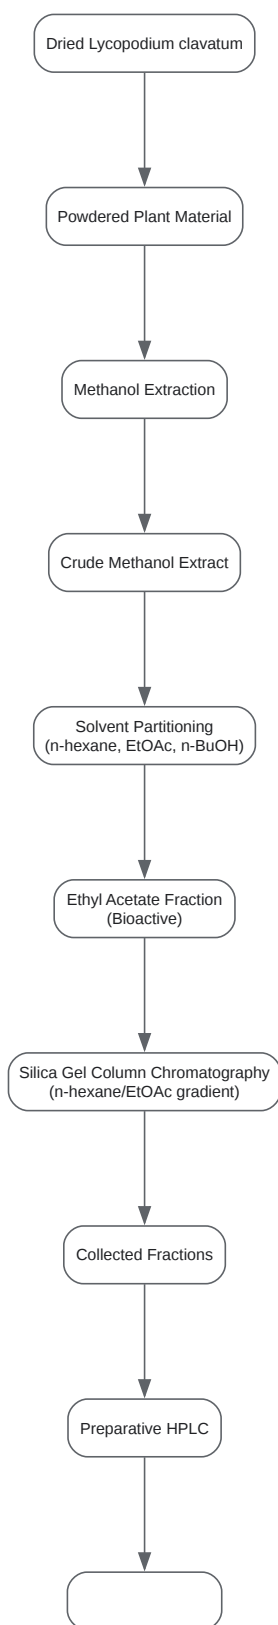 Dried Lycopodium clavatum
Powdered Plant Material
Methanol Extraction
Crude Methanol Extract
Solvent Partitioning
(n-hexane, EtOAc, n-BuOH)
Ethyl Acetate Fraction
(Bioactive)
Silica Gel Column Chromatography
(n-hexane/EtOAc gradient)
Collected Fractions
Preparative HPLC